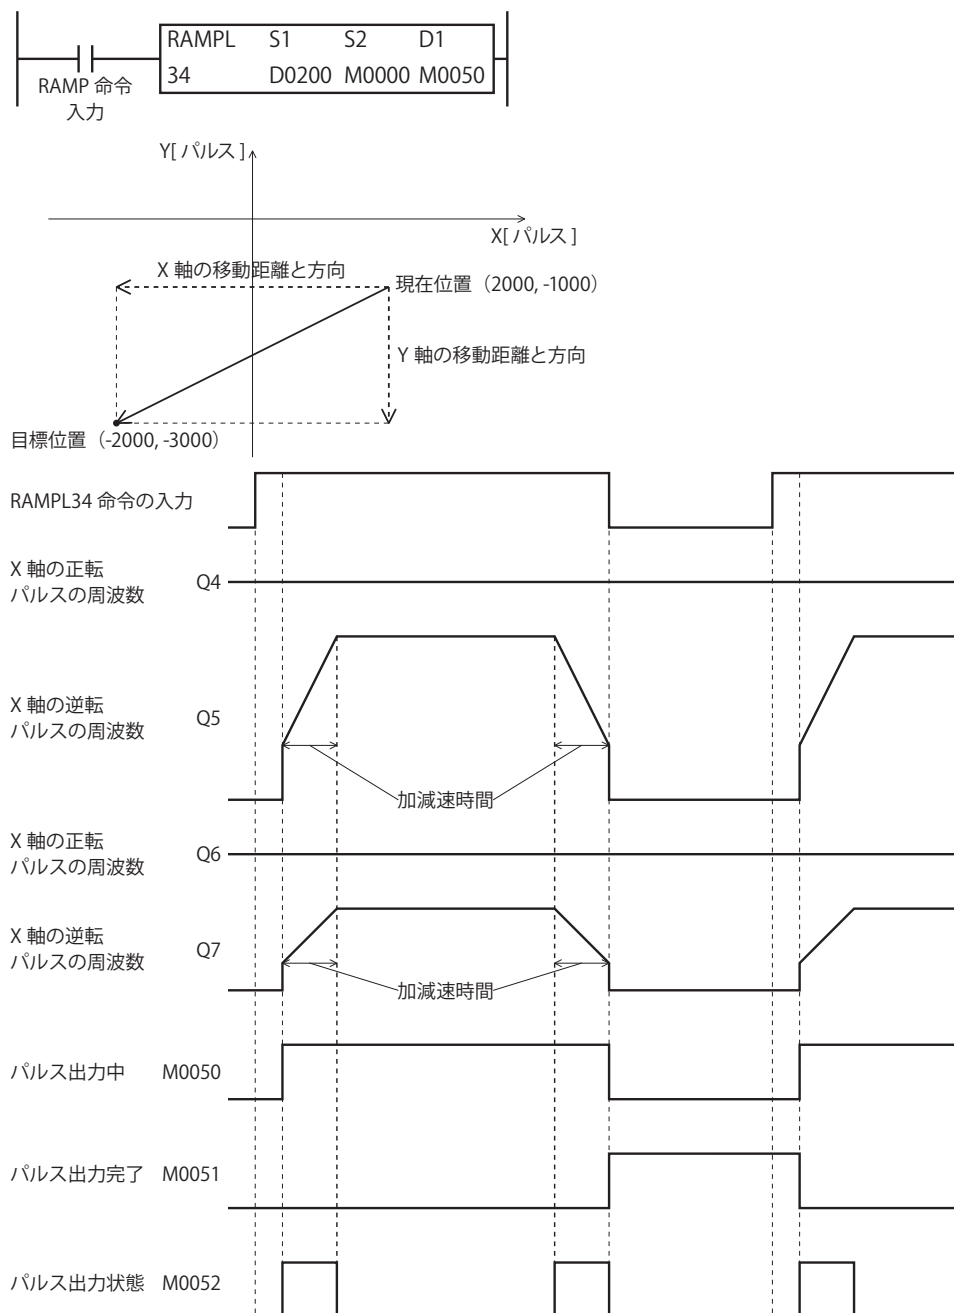 RAMPL S1 S2 D1
34 D0200 M0000 M0050
RAMP 命令
入力
Y[ パルス ]
X[ パルス ]
X 軸の移動距離と方向
現在位置（2000, -1000）
Y 軸の移動距離と方向
目標位置（-2000, -3000）
RAMPL34 命令の入力
X 軸の正転
パルスの周波数 Q4
X 軸の逆転
パルスの周波数 Q5
加減速時間
X 軸の正転
パルスの周波数 Q6
X 軸の逆転
パルスの周波数 Q7
加減速時間
パルス出力中 M0050
パルス出力完了 M0051
パルス出力状態 M0052